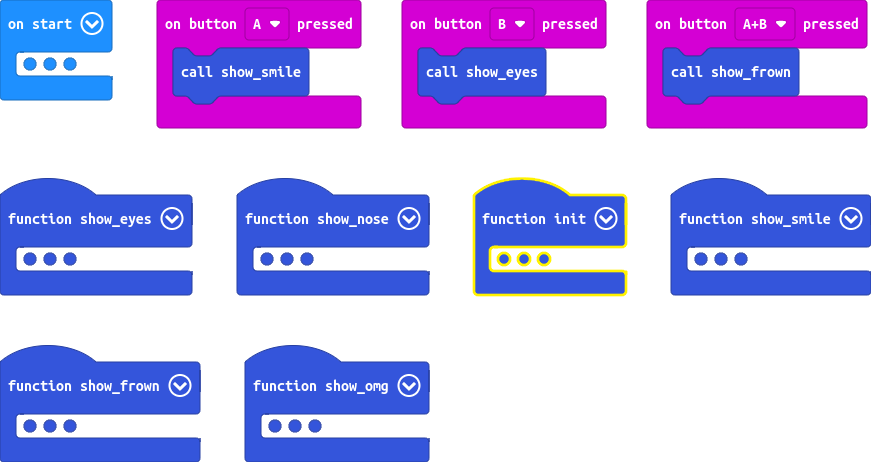 on start
on button A pressed
call show_smile
on button B pressed
call show_eyes
on button A+B pressed
call show_frown
function show_eyes
function show_nose
function init
function show_smile
function show_frown
function show_omg